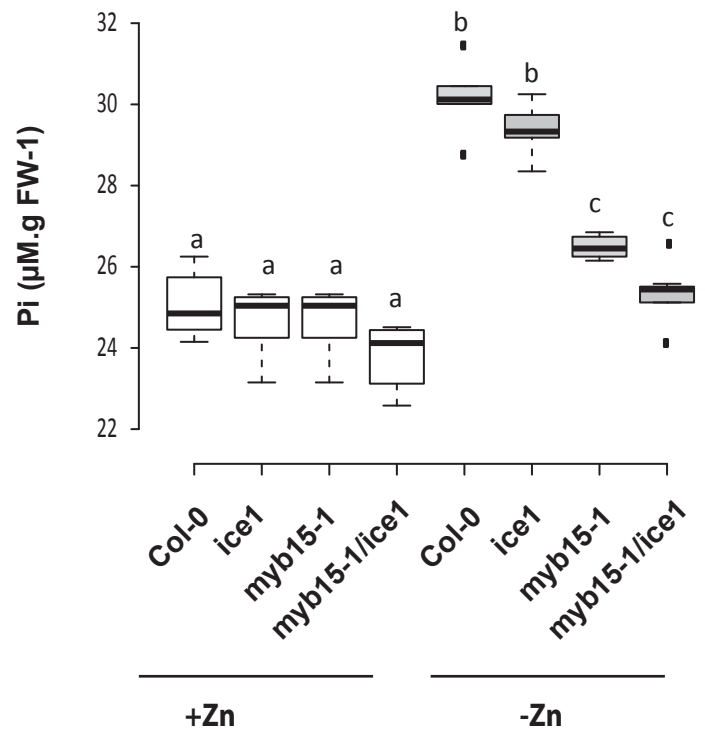 Pi (µM.g FW-1)
32
30
28
26
24
22
a
a
a
a
b
b
c
c
Col-0
ice1
myb15-1
myb15-1/ice1
Col-0
ice1
myb15-1
myb15-1/ice1
+Zn
-Zn